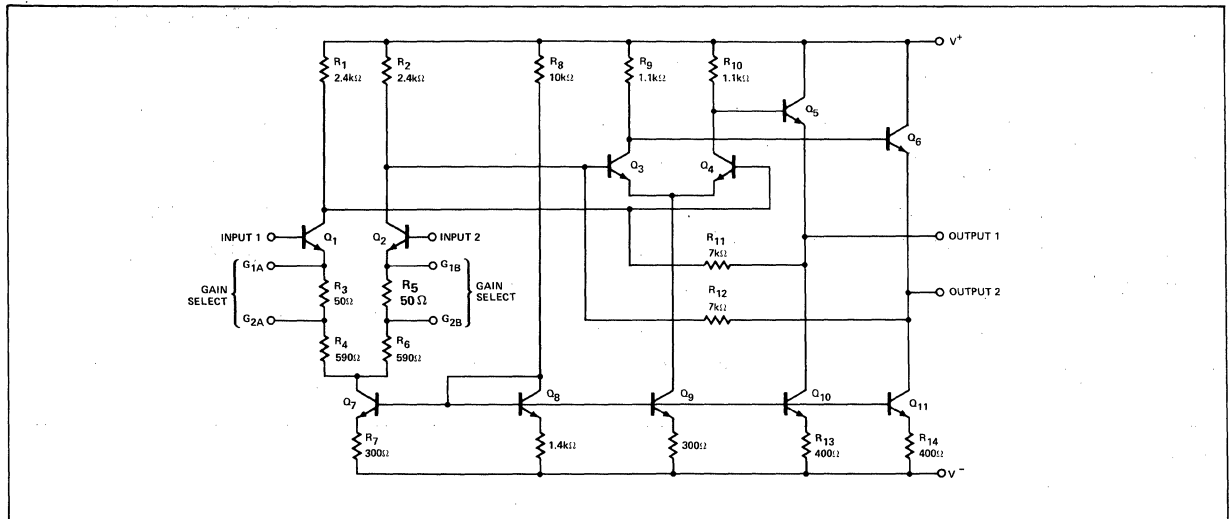 V+
R1
2.4kΩ
R2
2.4kΩ
R8
10kΩ
R9
1.1kΩ
R10
1.1kΩ
Q5
Q6
Q3
Q4
INPUT 1
Q1
Q2
INPUT 2
G1A
G1B
GAIN
SELECT
R3
50Ω
R5
50 Ω
GAIN
SELECT
G2A
G2B
R4
590Ω
R6
590Ω
R11
7kΩ
R12
7kΩ
OUTPUT 1
OUTPUT 2
Q7
Q8
Q9
Q10
Q11
R7
300Ω
1.4kΩ
300Ω
R13
400Ω
R14
400Ω
V−